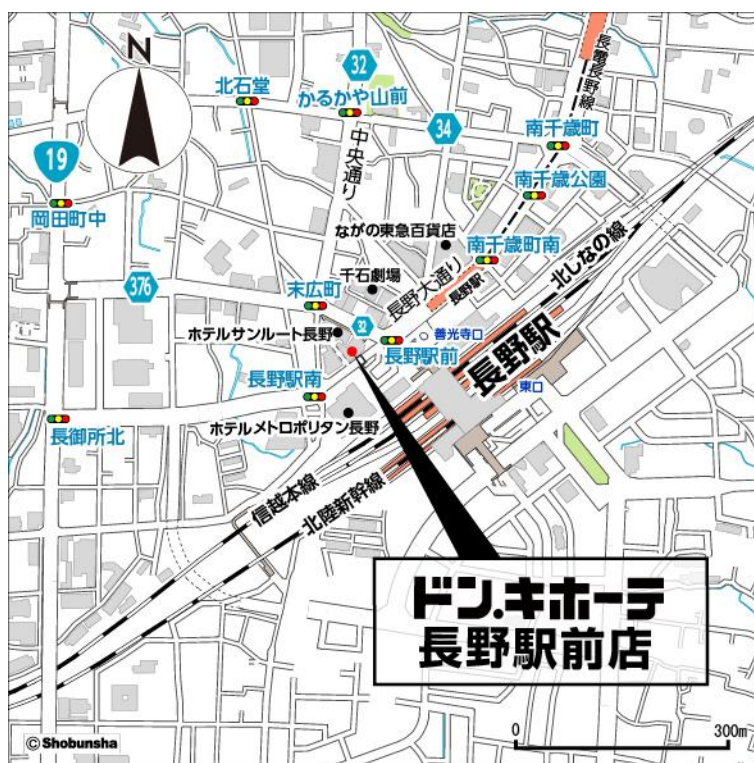 N
32
北石堂
かるかや山前
長電長野線
34
南千歳町
19
中央通り
岡田町中
南千歳公園
ながの東急百貨店
南千歳町南
北しなの線
376
千石劇場
長野大通り
長野駅
末広町
32
ホテルサンルート長野
善光寺口
長野駅前
長野駅
長野駅南
東口
長御所北
ホテルメトロポリタン長野
信越本線
北陸新幹線
ドン.キホーテ
長野駅前店
© Shobunsha
0 300m